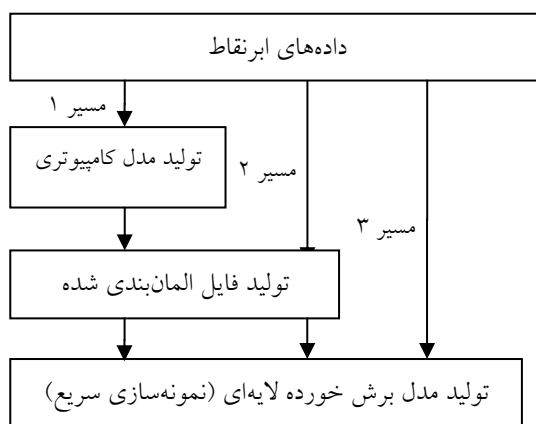 داده‌های ابرنقاط
مسیر ۱
تولید مدل کامپیوتری
مسیر ۲
مسیر ۳
تولید فایل المان‌بندی شده
تولید مدل برش خورده لایه‌ای (نمونه‌سازی سریع)